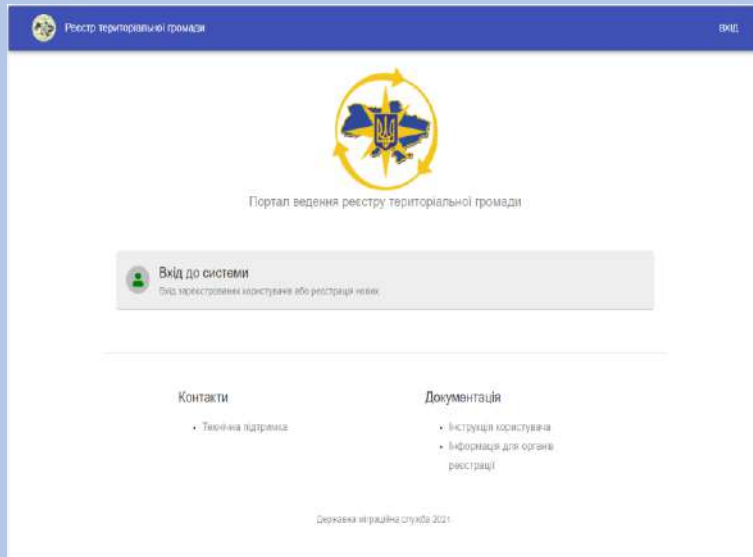 Реєстр територіальної громади
ВХІД
Портал ведення реєстру територіальної громади
Вхід до системи
Вхід зареєстрованих користувачів або реєстрація нових
Контакти
Технічна підтримка
Документація
Інструкція користувача
Інформація для органів
реєстрації
Державна міграційна служба 2021